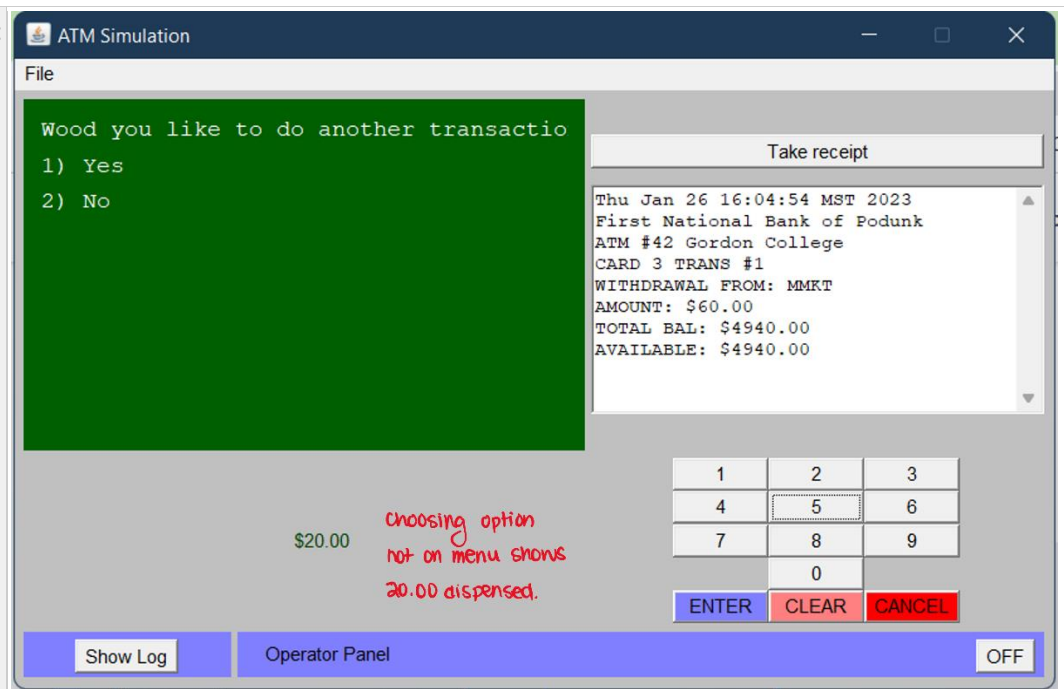 ATM Simulation
File
Wood you like to do another transactio
1) Yes
2) No
Take receipt
Thu Jan 26 16:04:54 MST 2023
First National Bank of Podunk
ATM #42 Gordon College
CARD 3 TRANS #1
WITHDRAWAL FROM: MMKT
AMOUNT: $60.00
TOTAL BAL: $4940.00
AVAILABLE: $4940.00
$20.00
Choosing option
not on menu shows
20.00 dispensed.
1 2 3
4 5 6
7 8 9
0
ENTER CLEAR CANCEL
Show Log
Operator Panel
OFF